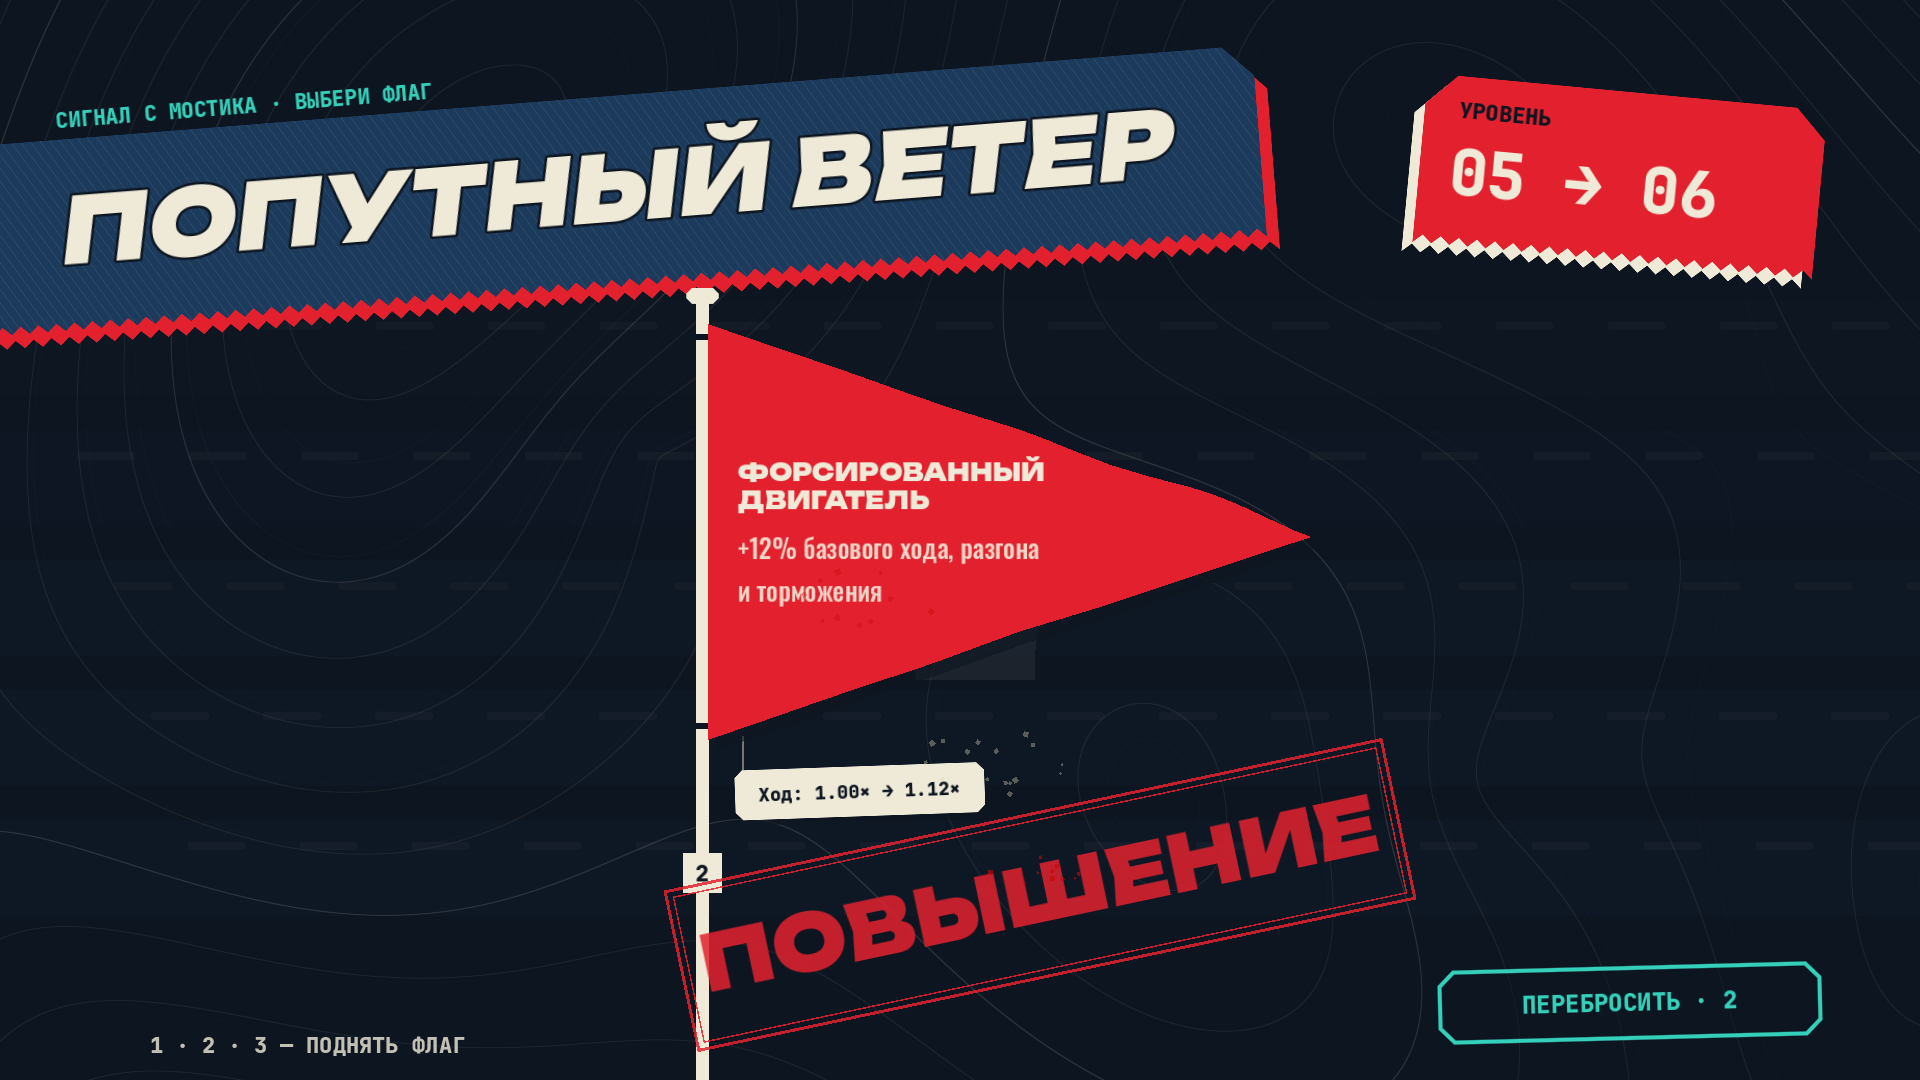 СИГНАЛ С МОСТИКА · ВЫБЕРИ ФЛАГ
ПОПУТНЫЙ ВЕТЕР
УРОВЕНЬ
05 → 06
ФОРСИРОВАННЫЙ
ДВИГАТЕЛЬ
+12% базового хода, разгона
и торможения
Ход: 1.00× → 1.12×
2
ПОВЫШЕНИЕ
ПЕРЕБРОСИТЬ · 2
1 · 2 · 3 — ПОДНЯТЬ ФЛАГ